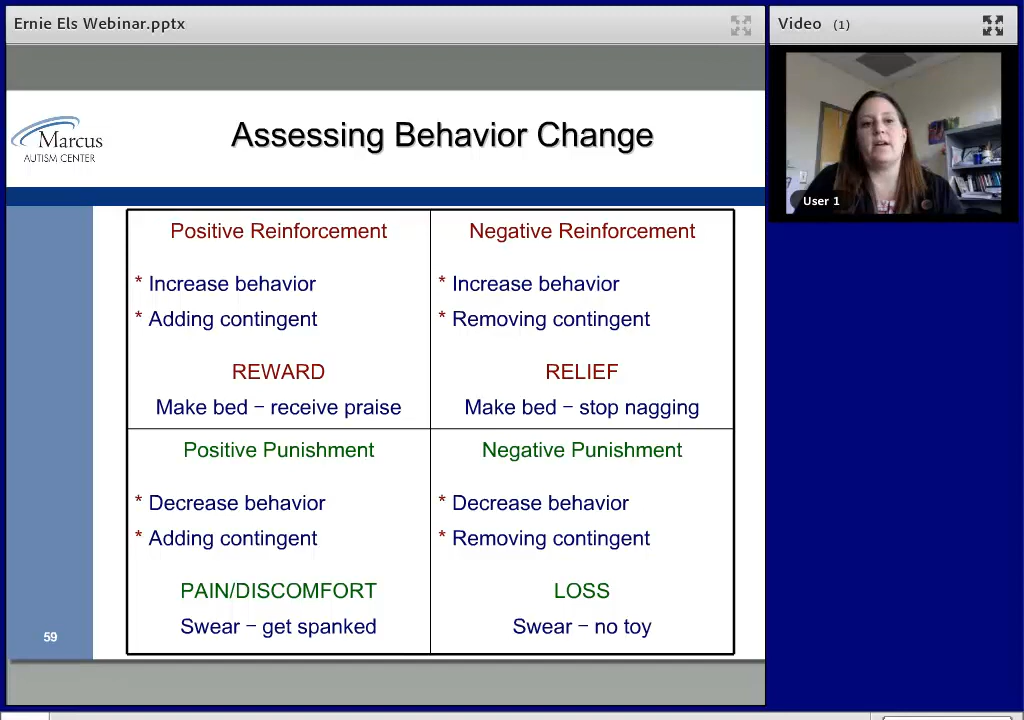 Ernie Els Webinar.pptx
Video (1)
User 1
Marcus
AUTISM CENTER
Assessing Behavior Change
Positive Reinforcement
* Increase behavior
* Adding contingent
REWARD
Make bed – receive praise
Negative Reinforcement
* Increase behavior
* Removing contingent
RELIEF
Make bed – stop nagging
Positive Punishment
* Decrease behavior
* Adding contingent
PAIN/DISCOMFORT
Swear – get spanked
Negative Punishment
* Decrease behavior
* Removing contingent
LOSS
Swear – no toy
59